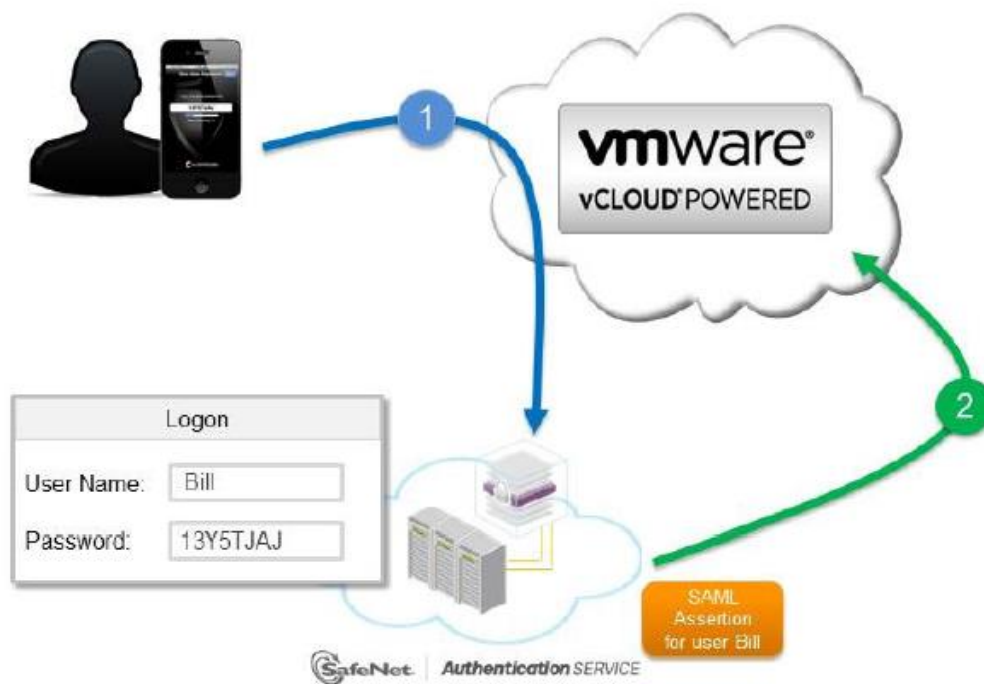 1
vmware®
vCLOUD® POWERED
2
Logon
User Name: Bill
Password: 13Y5TJAJ
SAML
Assertion
for user Bill
SafeNet. | Authentication SERVICE